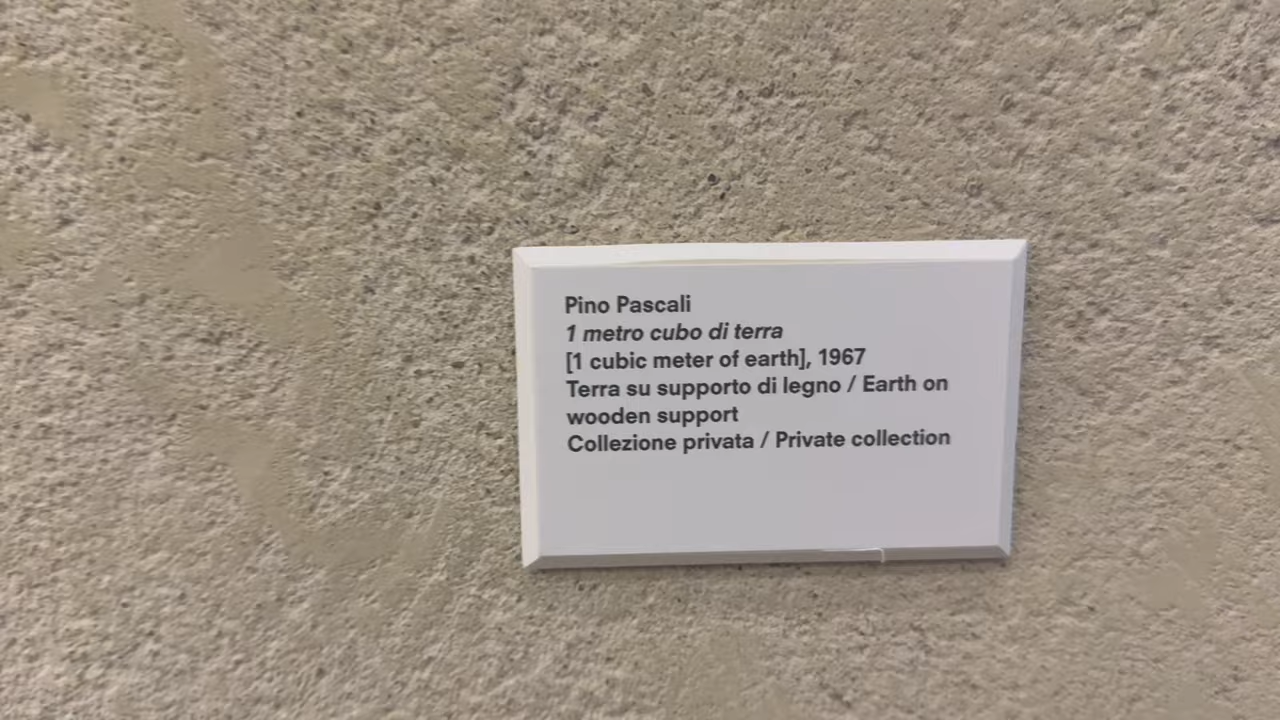 Pino Pascali
1 metro cubo di terra
[1 cubic meter of earth], 1967
Terra su supporto di legno / Earth on
wooden support
Collezione privata / Private collection